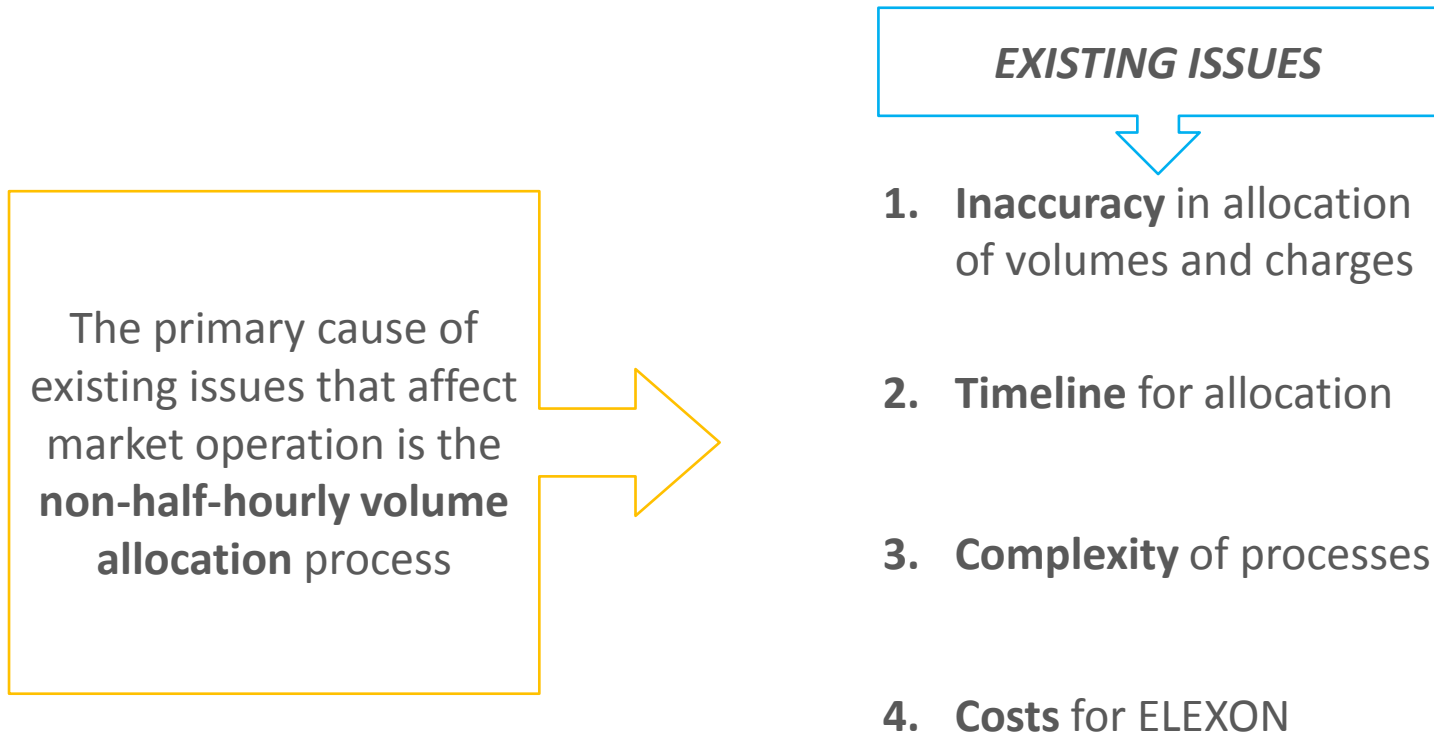 The primary cause of
existing issues that affect
market operation is the
non-half-hourly volume
allocation process
EXISTING ISSUES
1. Inaccuracy in allocation
of volumes and charges
2. Timeline for allocation
3. Complexity of processes
4. Costs for ELEXON